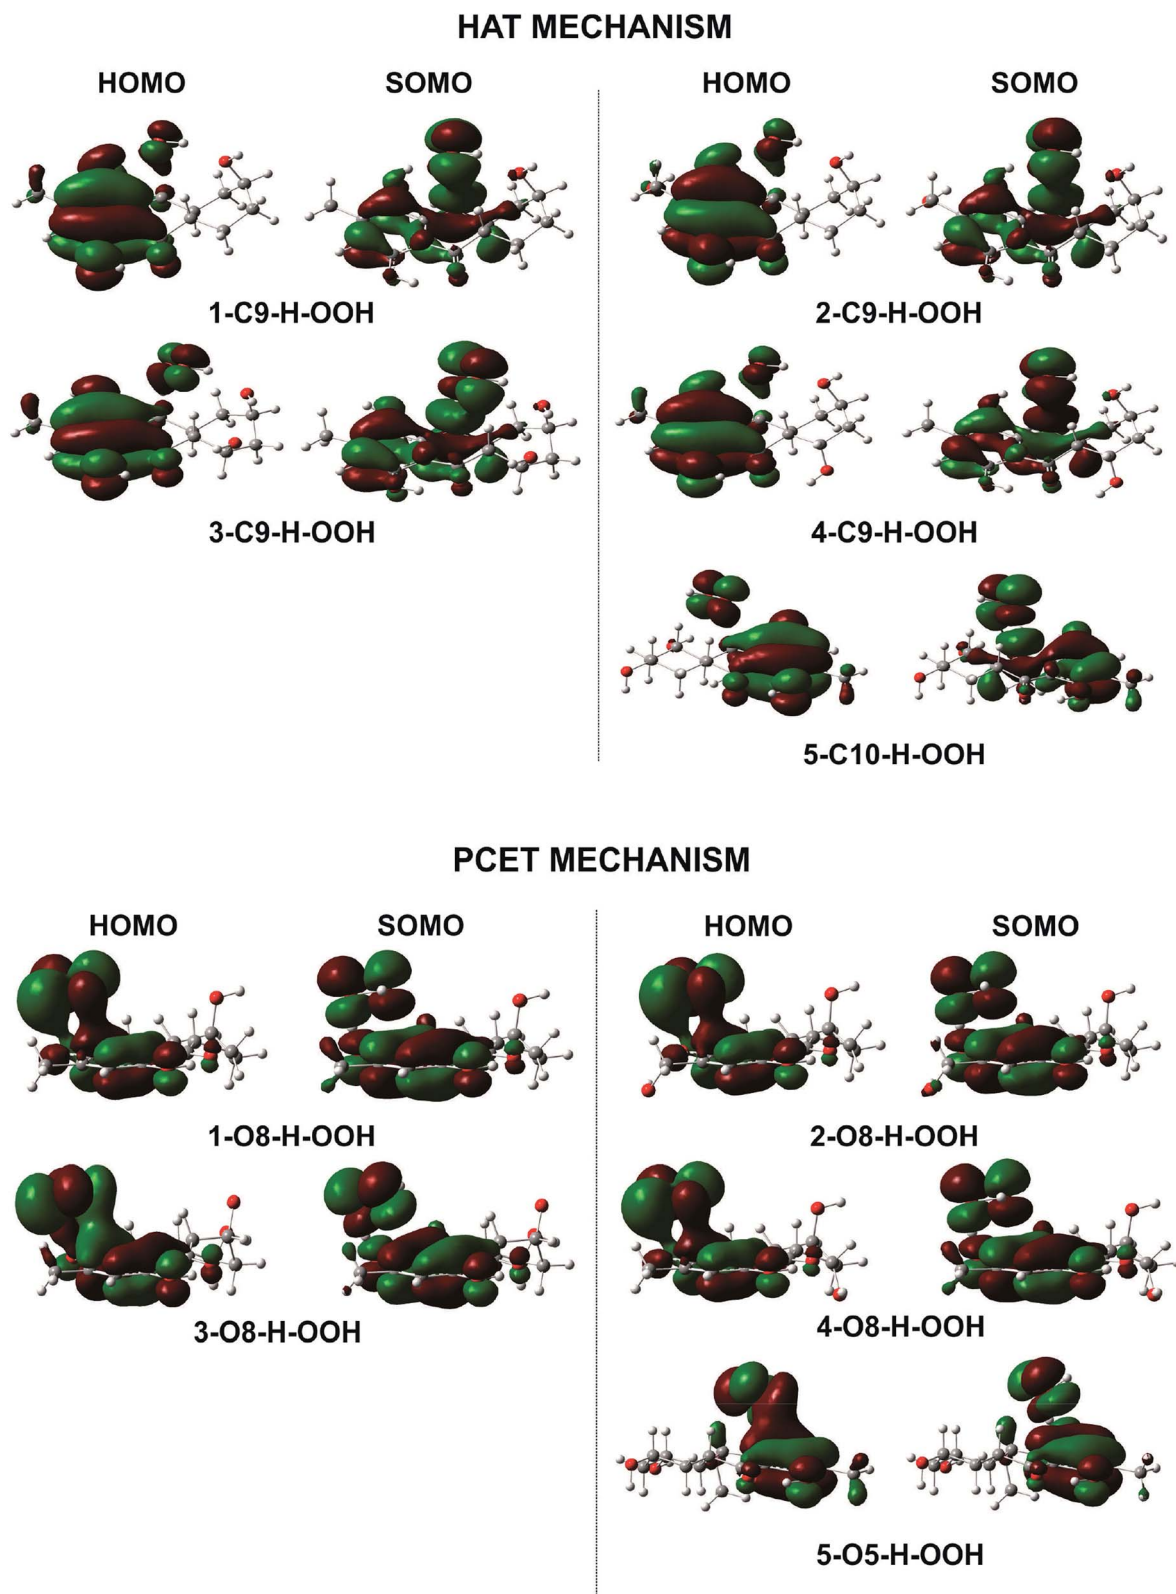 HAT MECHANISM
HOMO SOMO HOMO SOMO
1-C9-H-OOH 2-C9-H-OOH
3-C9-H-OOH 4-C9-H-OOH
5-C10-H-OOH
PCET MECHANISM
HOMO SOMO HOMO SOMO
1-O8-H-OOH 2-O8-H-OOH
3-O8-H-OOH 4-O8-H-OOH
5-O5-H-OOH